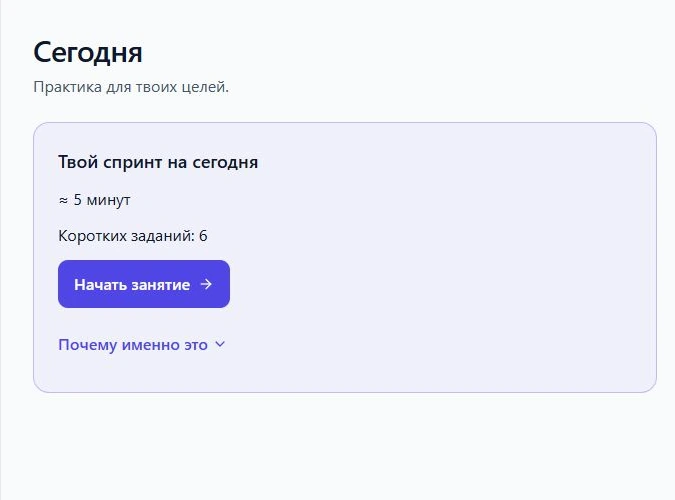 Сегодня
Практика для твоих целей.
Твой спринт на сегодня
≈ 5 минут
Коротких заданий: 6
Начать занятие →
Почему именно это